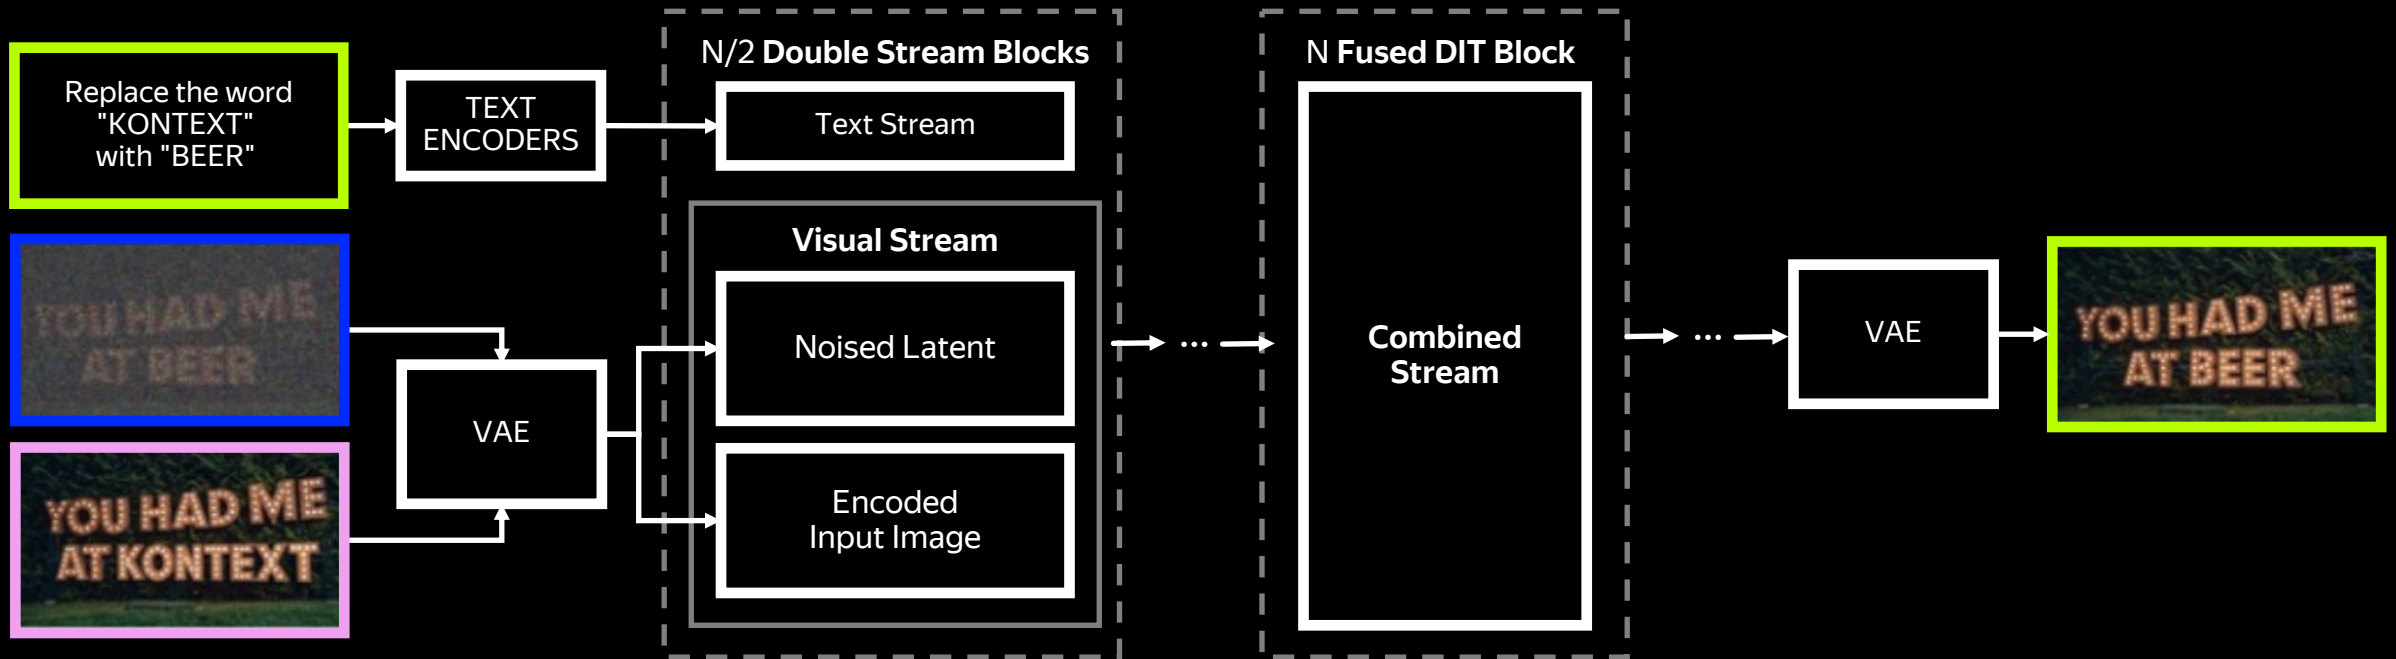 Replace the word
"KONTEXT"
with "BEER"
TEXT
ENCODERS
N/2 Double Stream Blocks
Text Stream
Visual Stream
Noised Latent
Encoded
Input Image
YOU HAD ME
AT BEER
YOU HAD ME
AT KONTEXT
VAE
...
N Fused DIT Block
Combined
Stream
...
VAE
YOU HAD ME
AT BEER